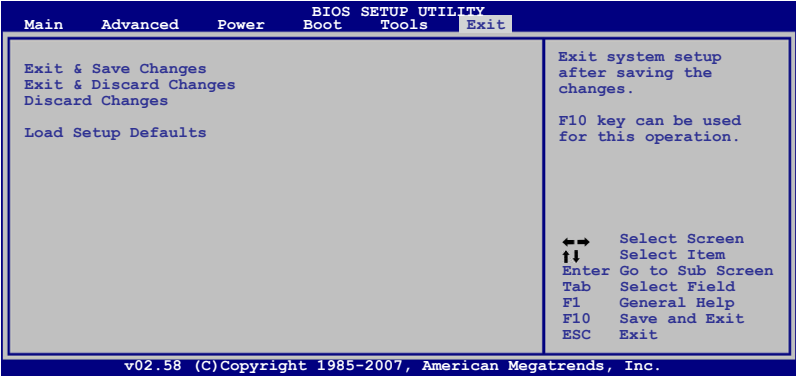 BIOS SETUP UTILITY
Main Advanced Power Boot Tools Exit
Exit & Save Changes
Exit & Discard Changes
Discard Changes
Load Setup Defaults
Exit system setup
after saving the
changes.
F10 key can be used
for this operation.
←→ Select Screen
↑↓ Select Item
Enter Go to Sub Screen
Tab Select Field
F1 General Help
F10 Save and Exit
ESC Exit
v02.58 (C)Copyright 1985-2007, American Megatrends, Inc.